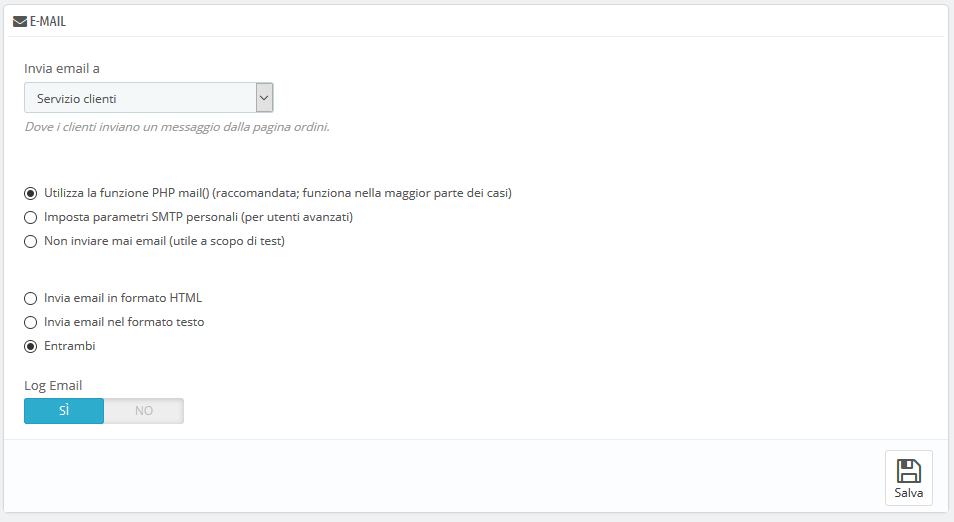 E-MAIL
Invia email a
Servizio clienti
Dove i clienti inviano un messaggio dalla pagina ordini.
Utilizza la funzione PHP mail() (raccomandata; funziona nella maggior parte dei casi)
Imposta parametri SMTP personali (per utenti avanzati)
Non inviare mai email (utile a scopo di test)
Invia email in formato HTML
Invia email nel formato testo
Entrambi
Log Email
SÌ NO
Salva